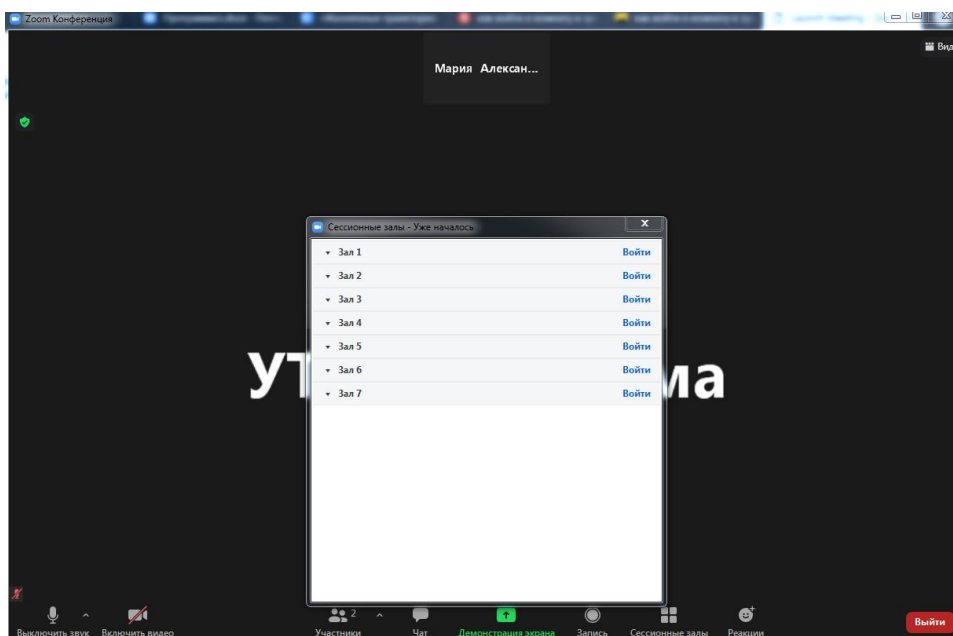 Zoom Конференция
Вид
Мария Алексан...
Сессионные залы - Уже началось
Зал 1 Войти
Зал 2 Войти
Зал 3 Войти
Зал 4 Войти
Зал 5 Войти
Зал 6 Войти
Зал 7 Войти
2
Выключить звук Включить видео Участники Чат Демонстрация экрана Запись Сессионные залы Реакции
Выйти